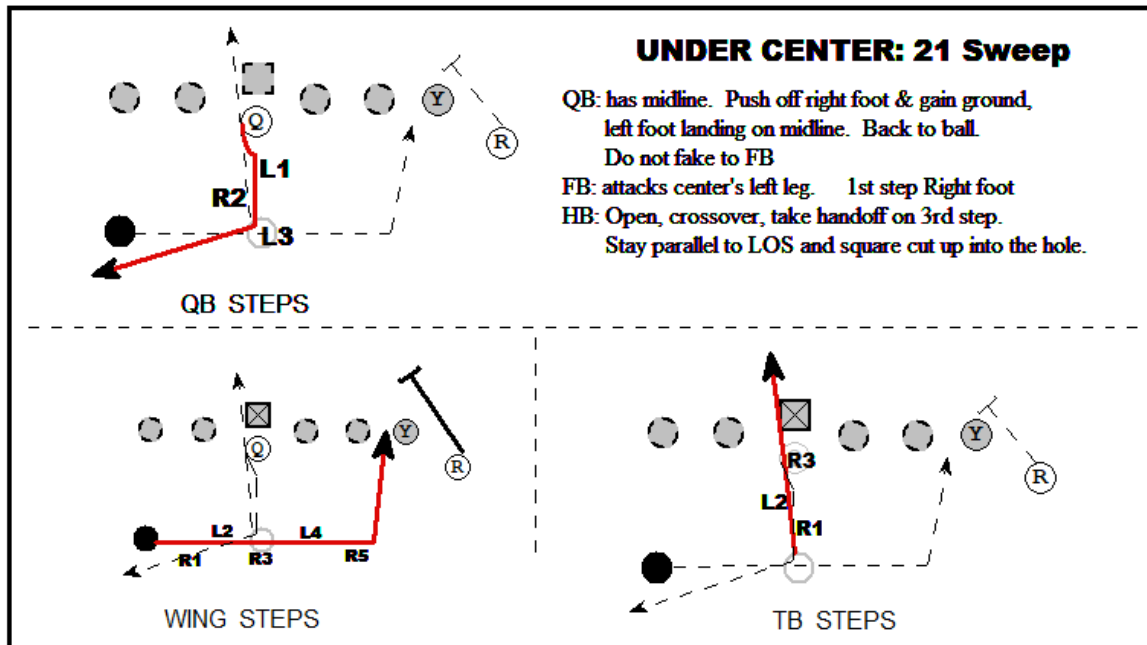 UNDER CENTER: 21 Sweep
QB: has midline. Push off right foot & gain ground,
left foot landing on midline. Back to ball.
Do not fake to FB
FB: attacks center's left leg. 1st step Right foot
HB: Open, crossover, take handoff on 3rd step.
Stay parallel to LOS and square cut up into the hole.
Y
Q
R
L1
R2
L3
QB STEPS
Y
Q
R
L2
L4
R1
R3
R5
WING STEPS
Y
R3
R
L2
R1
TB STEPS